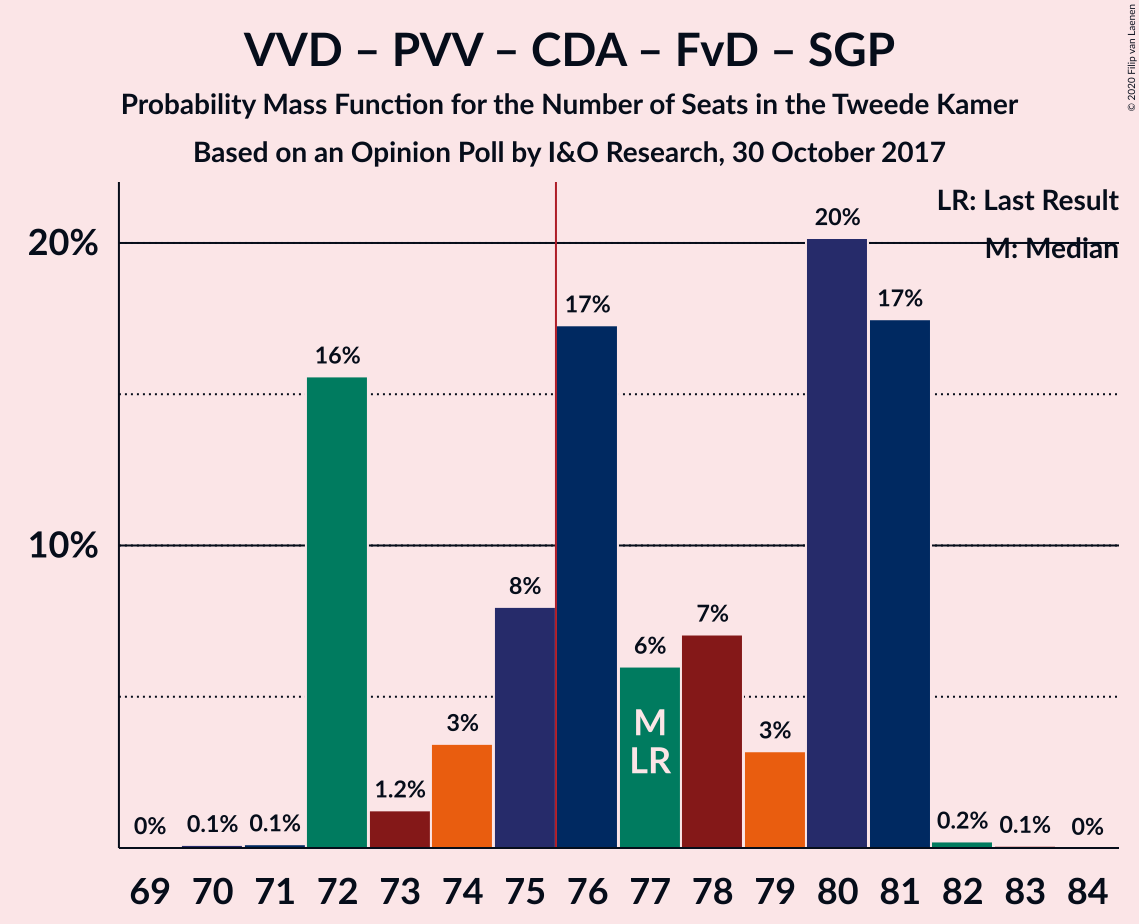 VVD – PVV – CDA – FvD – SGP
Probability Mass Function for the Number of Seats in the Tweede Kamer
Based on an Opinion Poll by I&O Research, 30 October 2017
© 2020 Filip van Laenen
LR: Last Result
M: Median
20%
10%
0%
0.1%
0.1%
16%
1.2%
3%
8%
17%
6%
7%
3%
20%
17%
0.2%
0.1%
0%
M
LR
69 70 71 72 73 74 75 76 77 78 79 80 81 82 83 84